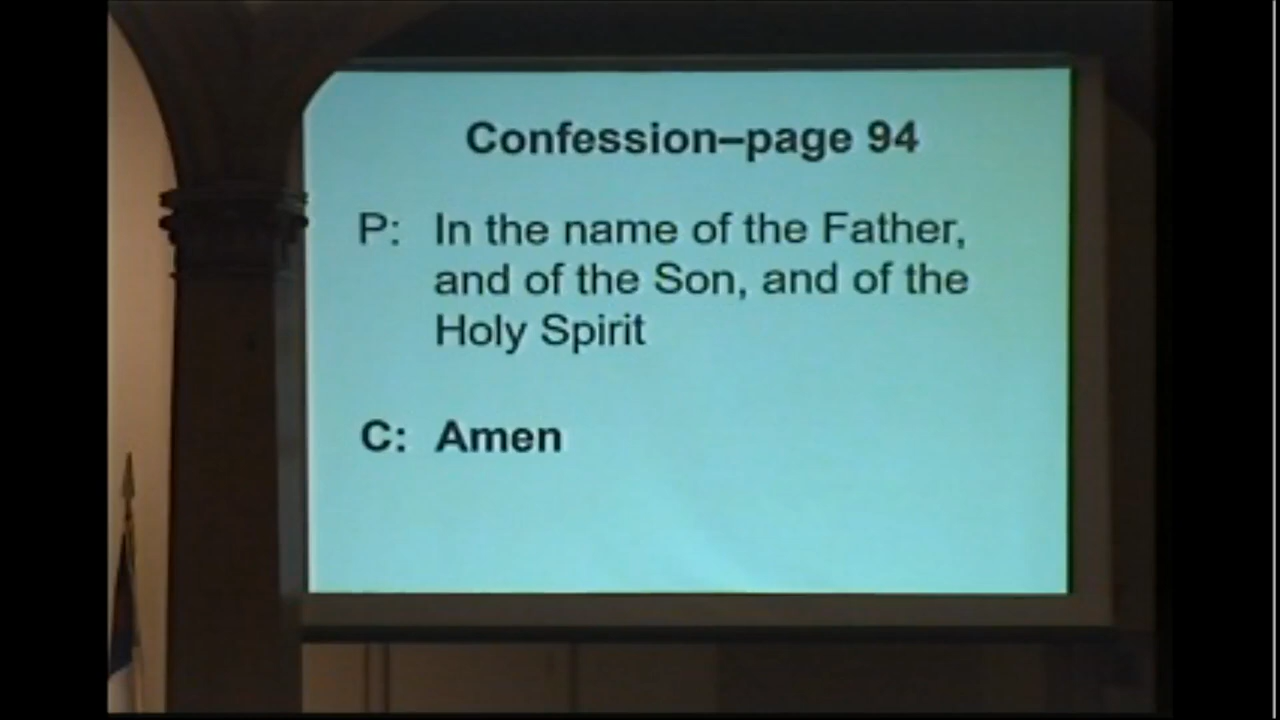 Confession–page 94
P: In the name of the Father,
and of the Son, and of the
Holy Spirit
C: Amen